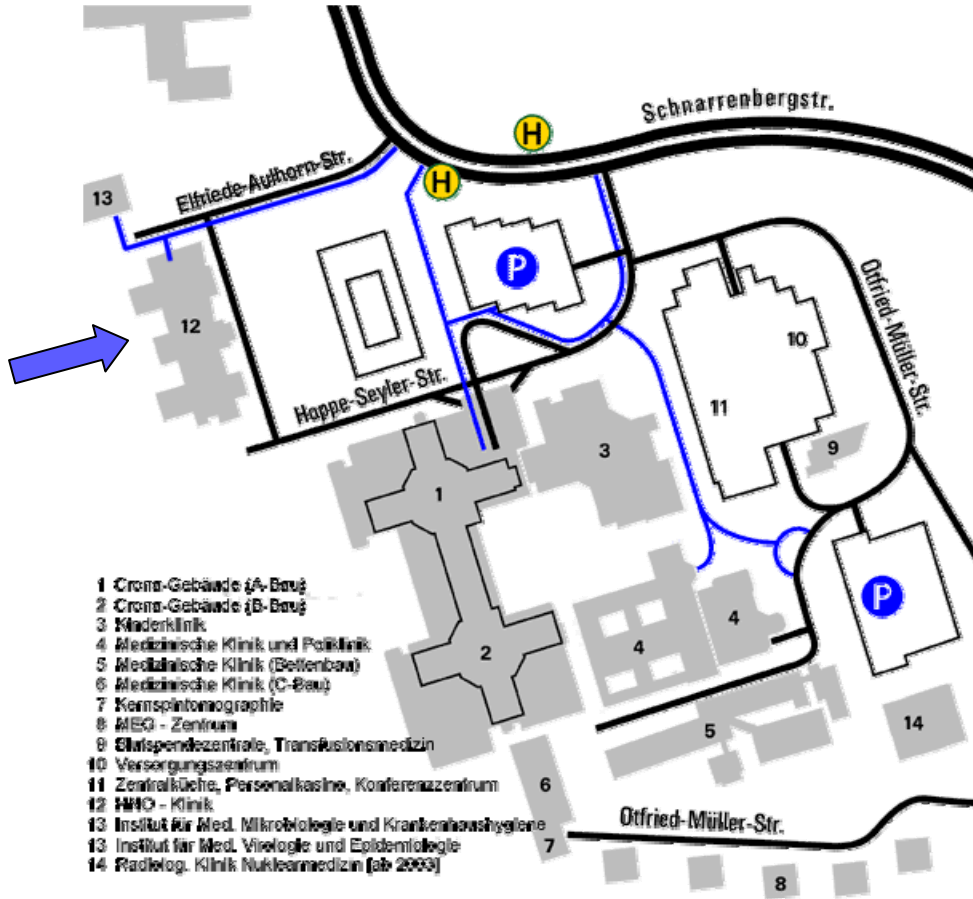 H
Schnarrenbergstr.
H
Elfriede-Aulhorn-Str.
13
P
12
10
Otfried-Müller-Str.
Hoppe-Seyler-Str.
11
3
9
1
P
4
4
2
5
14
6
7
Otfried-Müller-Str.
8
1 Crona-Gebäude (A-Bau)
2 Crona-Gebäude (B-Bau)
3 Kinderklinik
4 Medizinische Klinik und Poliklinik
5 Medizinische Klinik (Bettenbau)
6 Medizinische Klinik (C-Bau)
7 Kernspintomographie
8 MEG - Zentrum
9 Blutspendezentrale, Transfusionsmedizin
10 Versorgungszentrum
11 Zentralküche, Personalkasino, Konferenzzentrum
12 HNO - Klinik
13 Institut für Med. Mikrobiologie und Krankenhaushygiene
13 Institut für Med. Virologie und Epidemiologie
14 Radiolog. Klinik Nuklearmedizin [ab 2003]